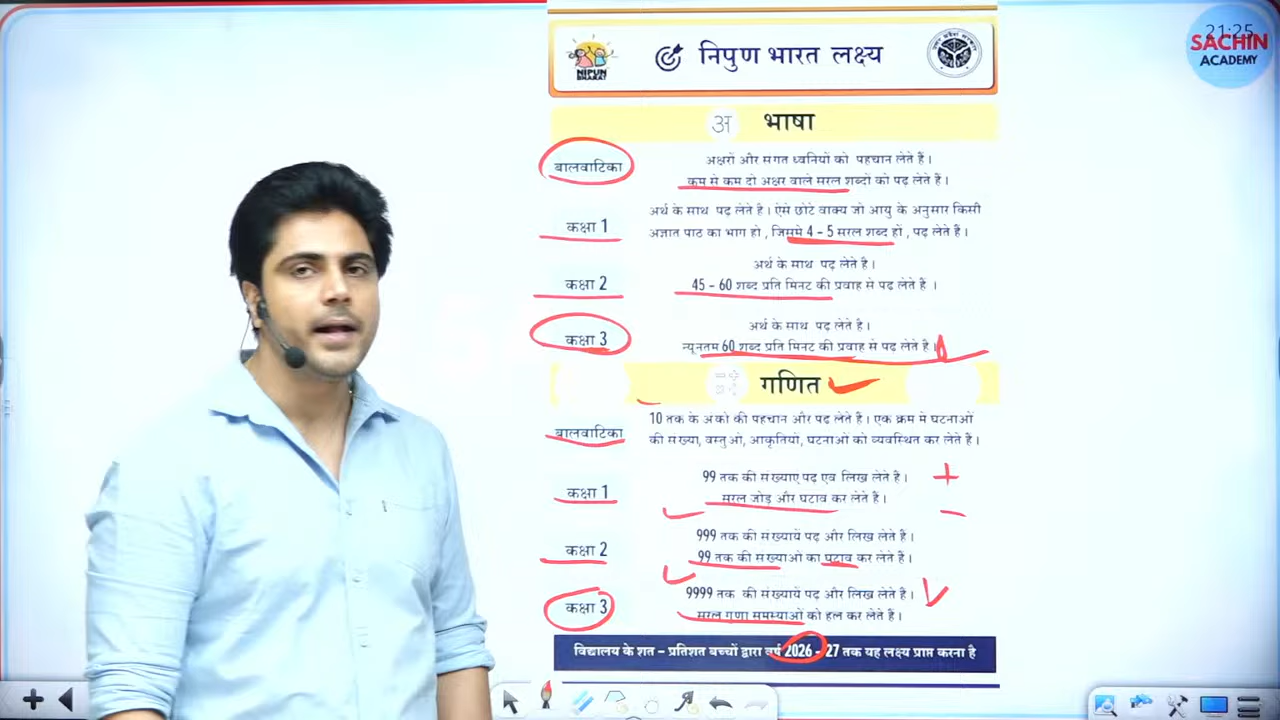 21:25
SACHIN
ACADEMY
NIPUN
BHARAT
निपुण भारत लक्ष्य
अ भाषा
बालवाटिका
अक्षरों और संगत ध्वनियों को पहचान लेते हैं।
कम से कम दो अक्षर वाले सरल शब्दों को पढ़ लेते हैं।
कक्षा 1
अर्थ के साथ पढ़ लेते है। ऐसे छोटे वाक्य जो आयु के अनुसार किसी
अज्ञात पाठ का भाग हो, जिसमे 4 - 5 सरल शब्द हों, पढ़ लेते है।
कक्षा 2
अर्थ के साथ पढ़ लेते है।
45 - 60 शब्द प्रति मिनट की प्रवाह से पढ़ लेते हैं ।
कक्षा 3
अर्थ के साथ पढ़ लेते है।
न्यूनतम 60 शब्द प्रति मिनट की प्रवाह से पढ़ लेते है।
गणित
बालवाटिका
10 तक के अंकों की पहचान और पढ़ लेते हैं। एक क्रम मे घटनाओं
की संख्या, वस्तुओं, आकृतियों, घटनाओं को व्यवस्थित कर लेते है।
कक्षा 1
99 तक की संख्याए पढ़ एवं लिख लेते हैं। +
सरल जोड़ और घटाव कर लेते हैं। −
कक्षा 2
999 तक की संख्यायें पढ़ और लिख लेते हैं।
99 तक की संख्याओं का घटाव कर लेते हैं।
कक्षा 3
9999 तक की संख्यायें पढ़ और लिख लेते हैं।
सरल गुणा समस्याओं को हल कर लेते हैं।
विद्यालय के शत - प्रतिशत बच्चों द्वारा वर्ष 2026 - 27 तक यह लक्ष्य प्राप्त करना है